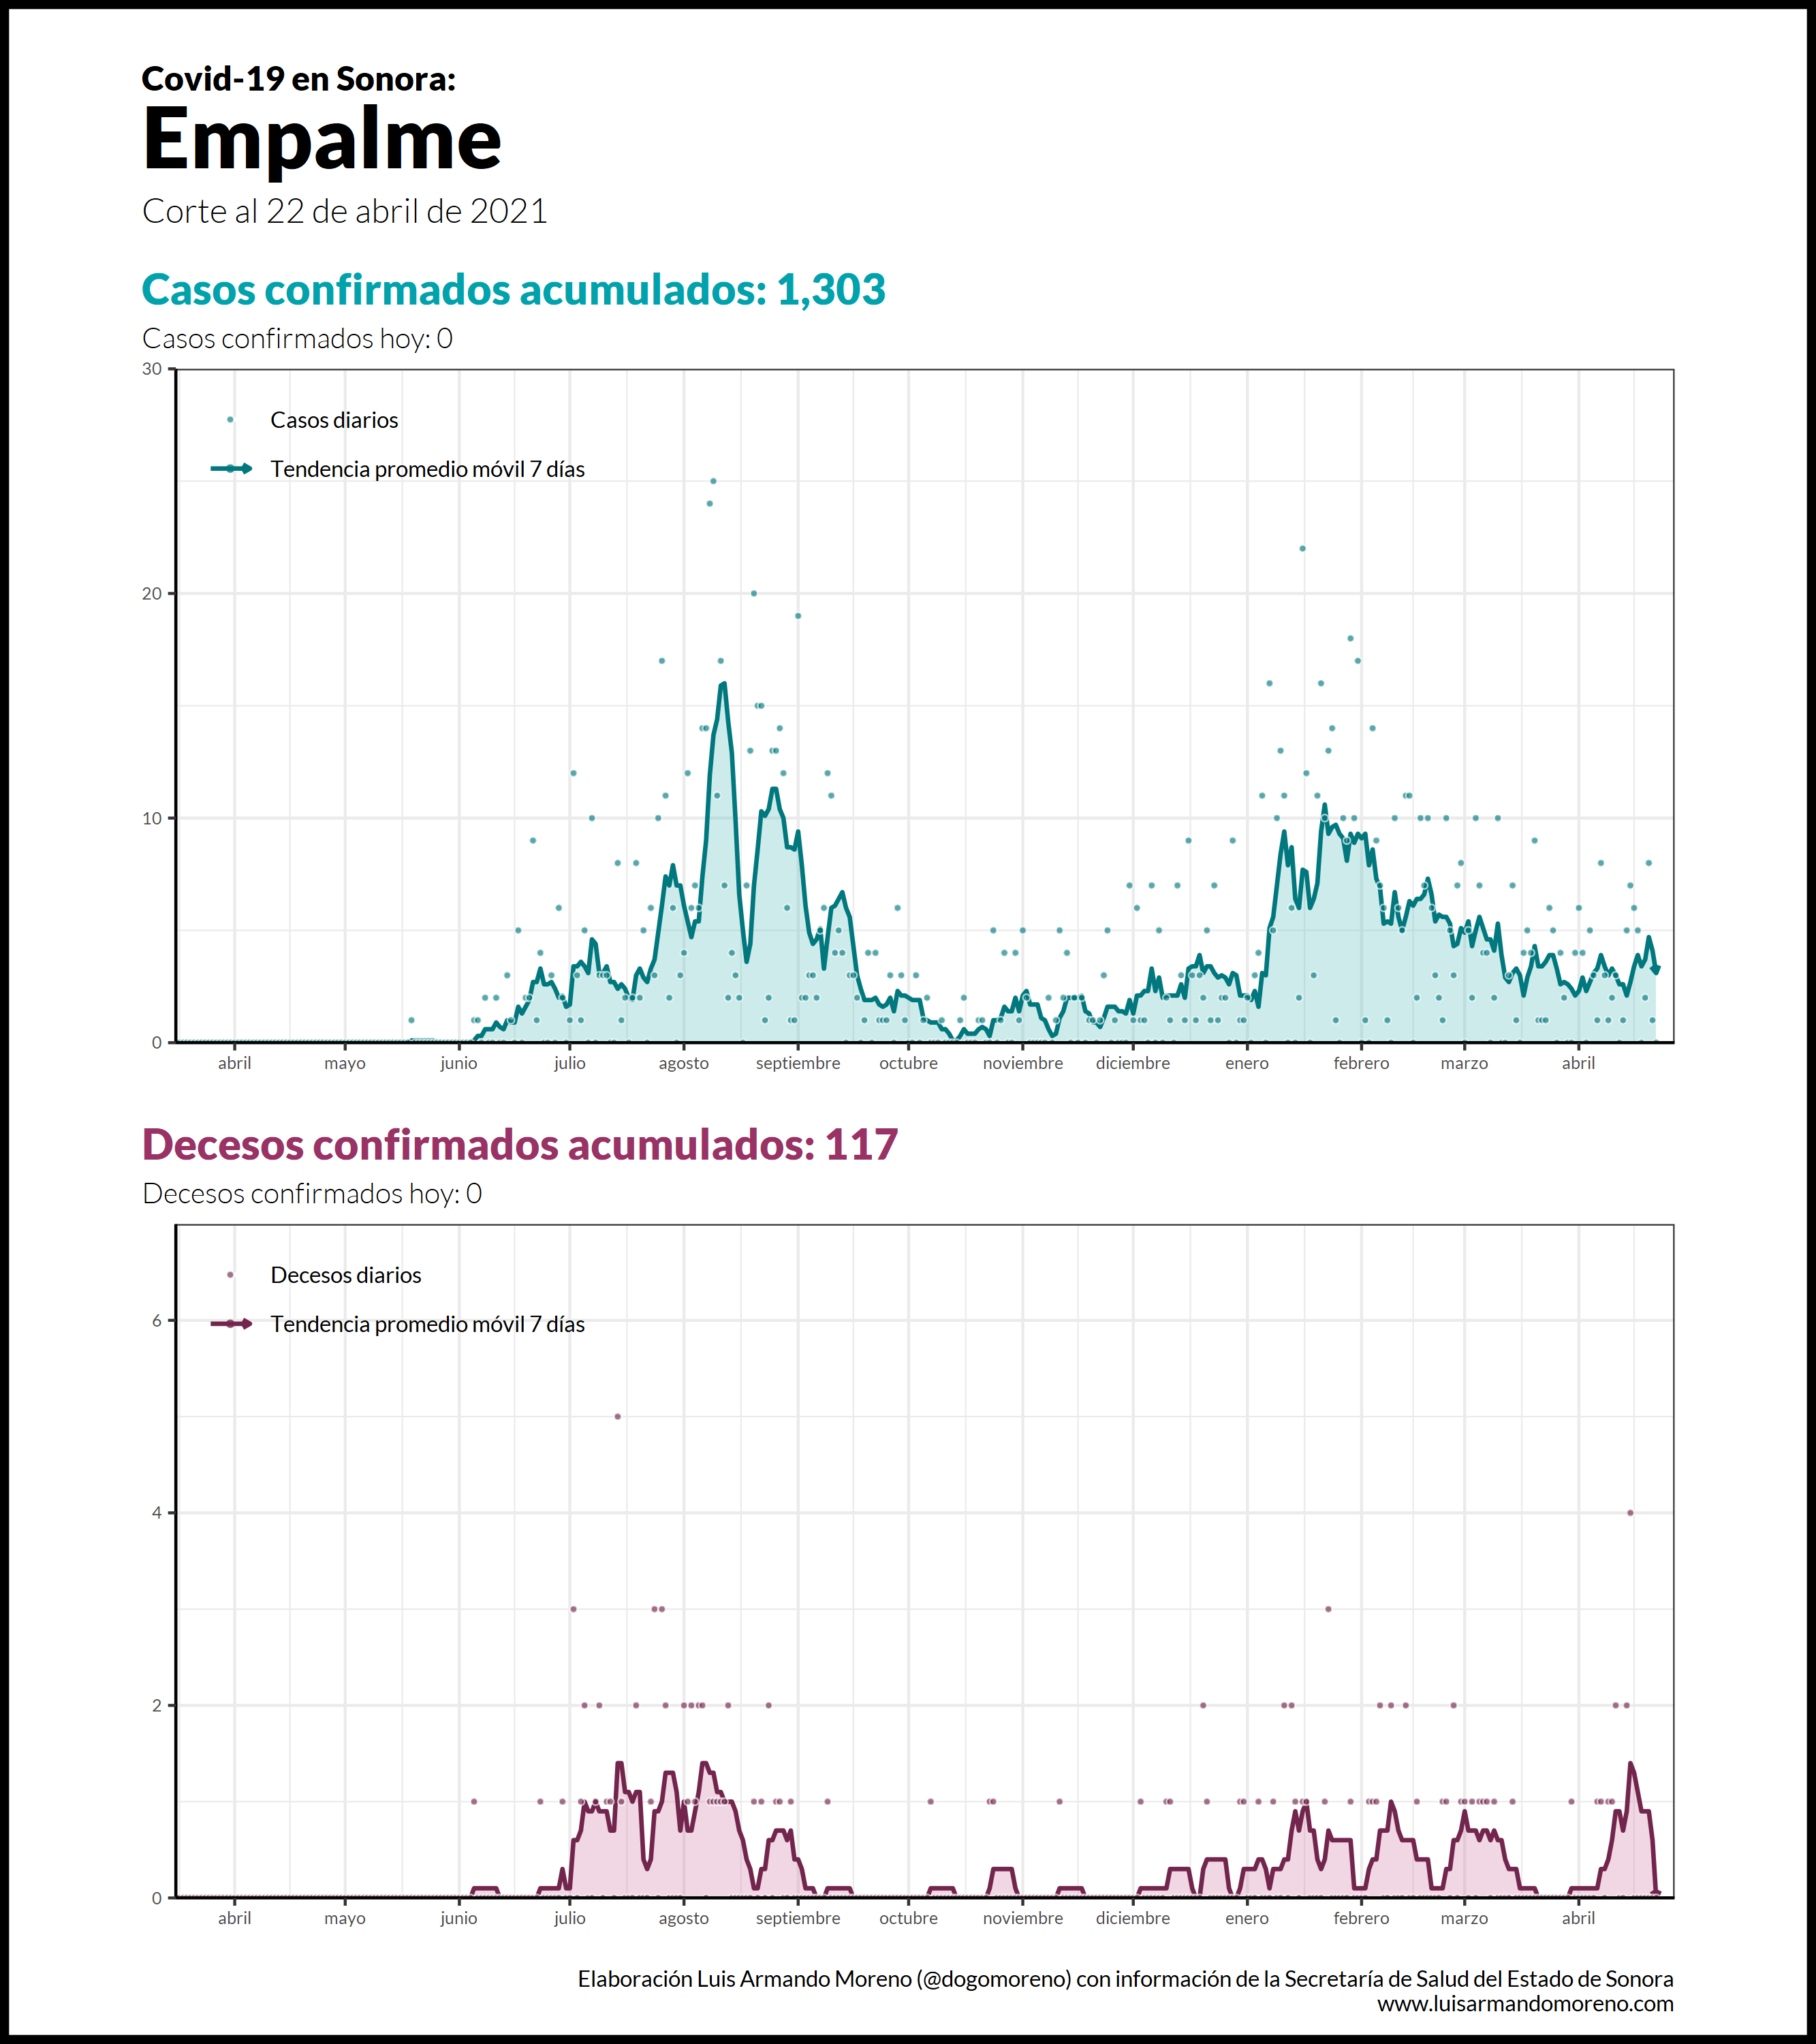 Covid-19 en Sonora:
Empalme
Corte al 22 de abril de 2021
Casos confirmados acumulados: 1,303
Casos confirmados hoy: 0
30
Casos diarios
Tendencia promedio móvil 7 días
20
10
0
abril mayo junio julio agosto septiembre octubre noviembre diciembre enero febrero marzo abril
Decesos confirmados acumulados: 117
Decesos confirmados hoy: 0
Decesos diarios
6
Tendencia promedio móvil 7 días
4
2
0
abril mayo junio julio agosto septiembre octubre noviembre diciembre enero febrero marzo abril
Elaboración Luis Armando Moreno (@dogomoreno) con información de la Secretaría de Salud del Estado de Sonora
www.luisarmandomoreno.com